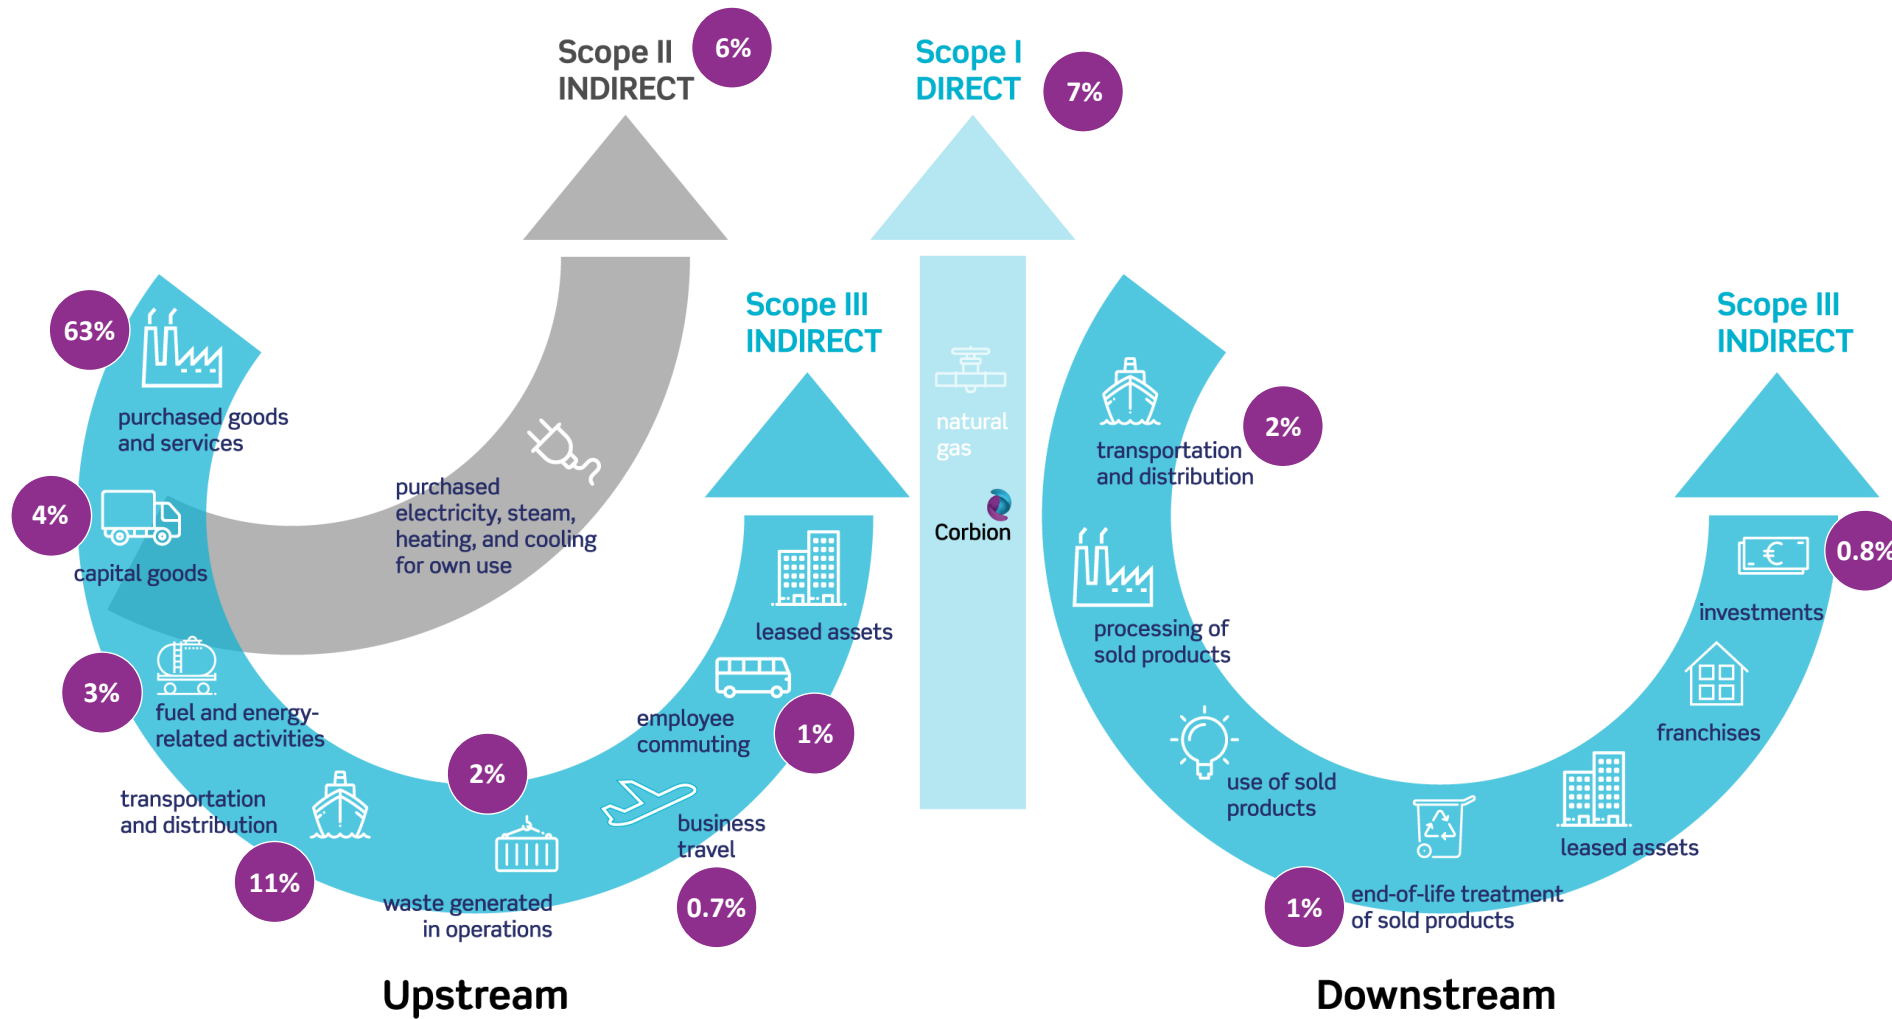 Scope II
INDIRECT
6%
Scope I
DIRECT
7%
63%
purchased goods
and services
4%
capital goods
3%
fuel and energy-
related activities
transportation
and distribution
11%
2%
waste generated
in operations
business
travel
0.7%
employee
commuting
1%
leased assets
Scope III
INDIRECT
purchased
electricity, steam,
heating, and cooling
for own use
natural
gas
Corbion
transportation
and distribution
2%
processing of
sold products
use of sold
products
1%
end-of-life treatment
of sold products
leased assets
franchises
investments
€
0.8%
Scope III
INDIRECT
Upstream
Downstream